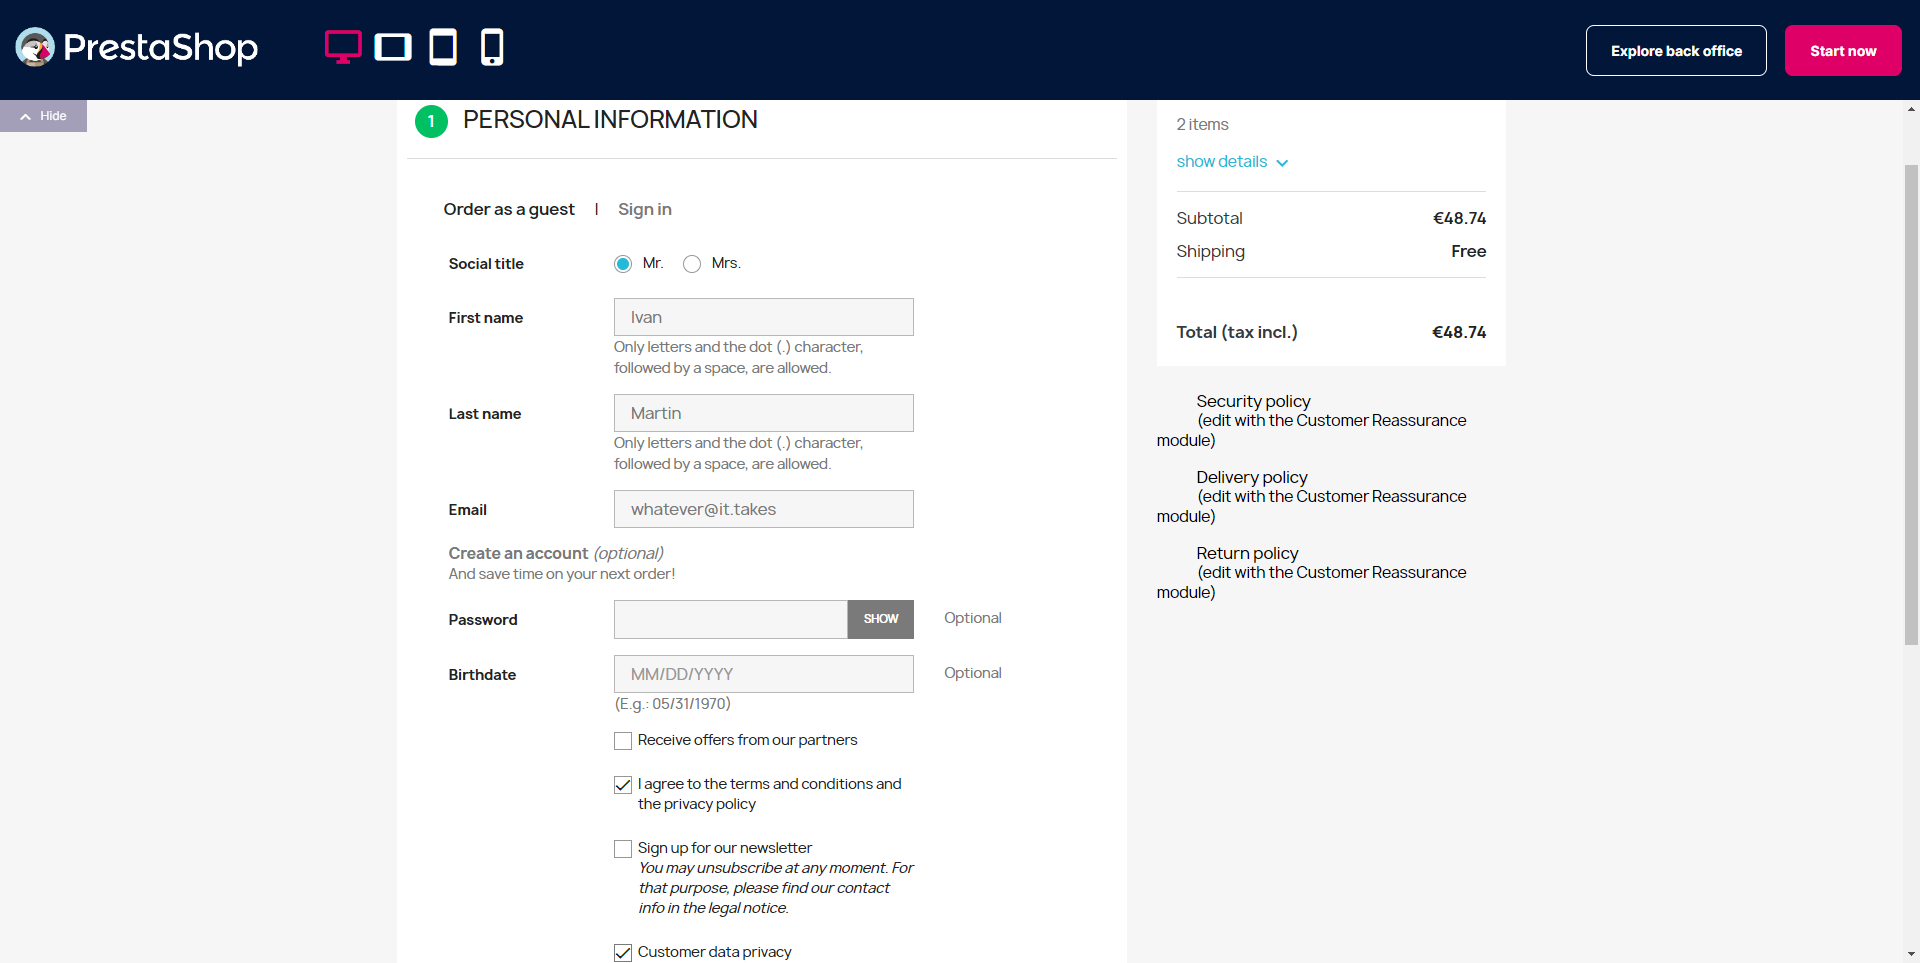 PrestaShop
Explore back office
Start now
Hide
1 PERSONAL INFORMATION
Order as a guest | Sign in
Social title Mr. Mrs.
First name Ivan
Only letters and the dot (.) character,
followed by a space, are allowed.
Last name Martin
Only letters and the dot (.) character,
followed by a space, are allowed.
Email whatever@it.takes
Create an account (optional)
And save time on your next order!
Password SHOW Optional
Birthdate MM/DD/YYYY Optional
(E.g.: 05/31/1970)
Receive offers from our partners
I agree to the terms and conditions and
the privacy policy
Sign up for our newsletter
You may unsubscribe at any moment. For
that purpose, please find our contact
info in the legal notice.
Customer data privacy
2 items
show details
Subtotal €48.74
Shipping Free
Total (tax incl.) €48.74
Security policy
(edit with the Customer Reassurance
module)
Delivery policy
(edit with the Customer Reassurance
module)
Return policy
(edit with the Customer Reassurance
module)